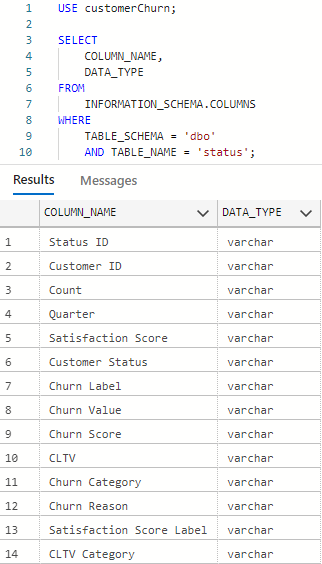 1 USE customerChurn;
2
3 SELECT
4 COLUMN_NAME,
5 DATA_TYPE
6 FROM
7 INFORMATION_SCHEMA.COLUMNS
8 WHERE
9 TABLE_SCHEMA = 'dbo'
10 AND TABLE_NAME = 'status';
Results Messages
COLUMN_NAME DATA_TYPE
1 Status ID varchar
2 Customer ID varchar
3 Count varchar
4 Quarter varchar
5 Satisfaction Score varchar
6 Customer Status varchar
7 Churn Label varchar
8 Churn Value varchar
9 Churn Score varchar
10 CLTV varchar
11 Churn Category varchar
12 Churn Reason varchar
13 Satisfaction Score Label varchar
14 CLTV Category varchar